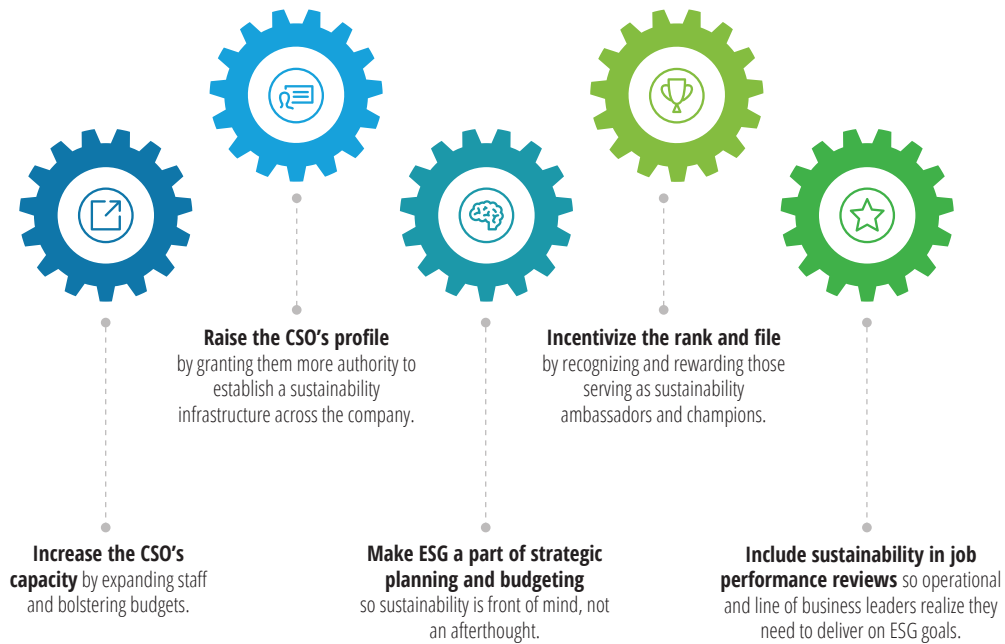 Raise the CSO’s profile
by granting them more authority to
establish a sustainability
infrastructure across the company.
Incentivize the rank and file
by recognizing and rewarding those
serving as sustainability
ambassadors and champions.
Increase the CSO’s
capacity by expanding staff
and bolstering budgets.
Make ESG a part of strategic
planning and budgeting
so sustainability is front of mind, not
an afterthought.
Include sustainability in job
performance reviews so operational
and line of business leaders realize they
need to deliver on ESG goals.